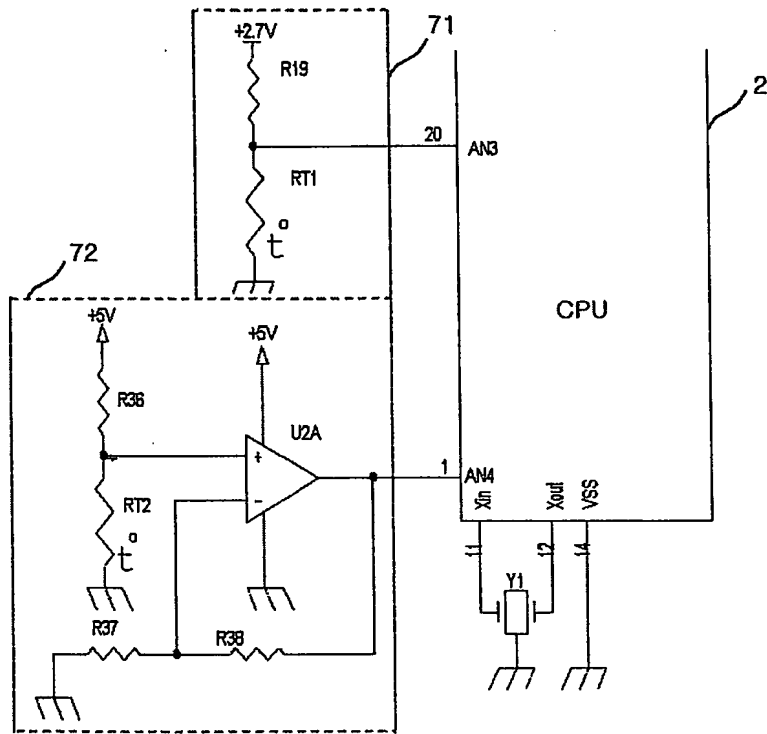 +2.7V
71
R19
2
20
AN3
RT1
t°
72
CPU
+5V
+5V
R36
U2A
+
1
AN4
RT2
-
Xin
Xout
VSS
t°
11
12
14
Y1
R37
R38